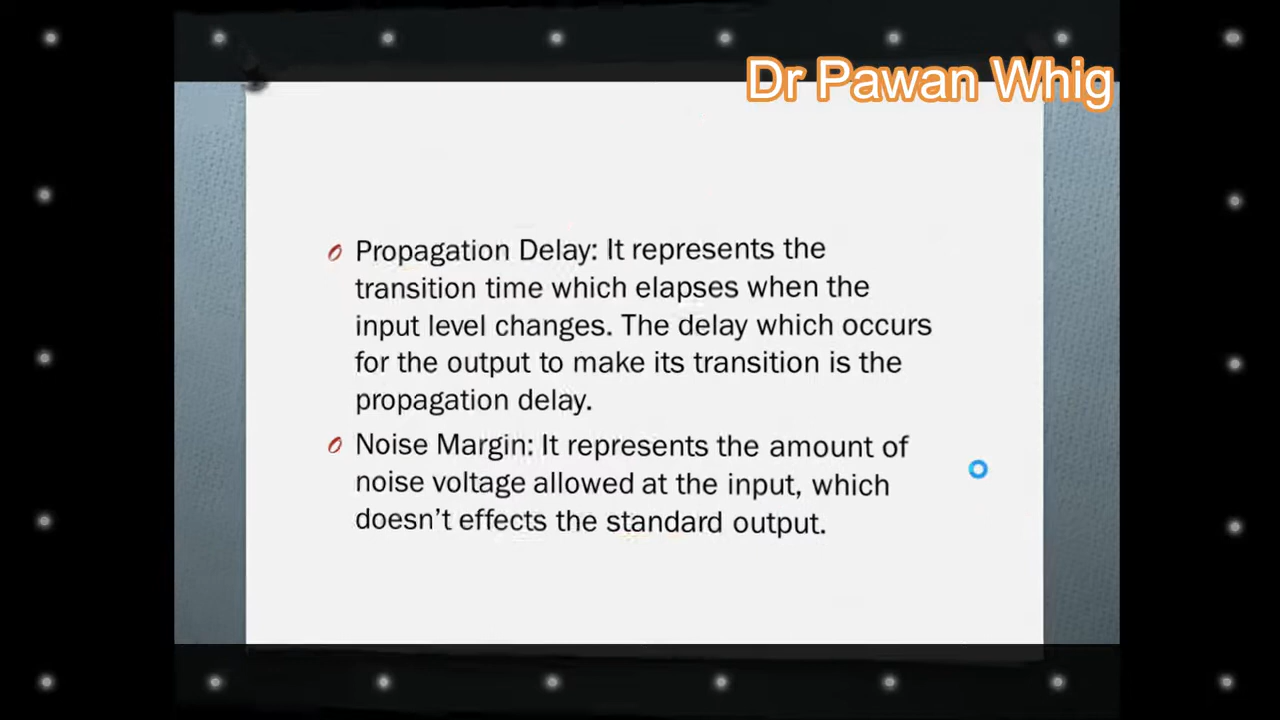 Dr Pawan Whig
Propagation Delay: It represents the
transition time which elapses when the
input level changes. The delay which occurs
for the output to make its transition is the
propagation delay.
Noise Margin: It represents the amount of
noise voltage allowed at the input, which
doesn't effects the standard output.